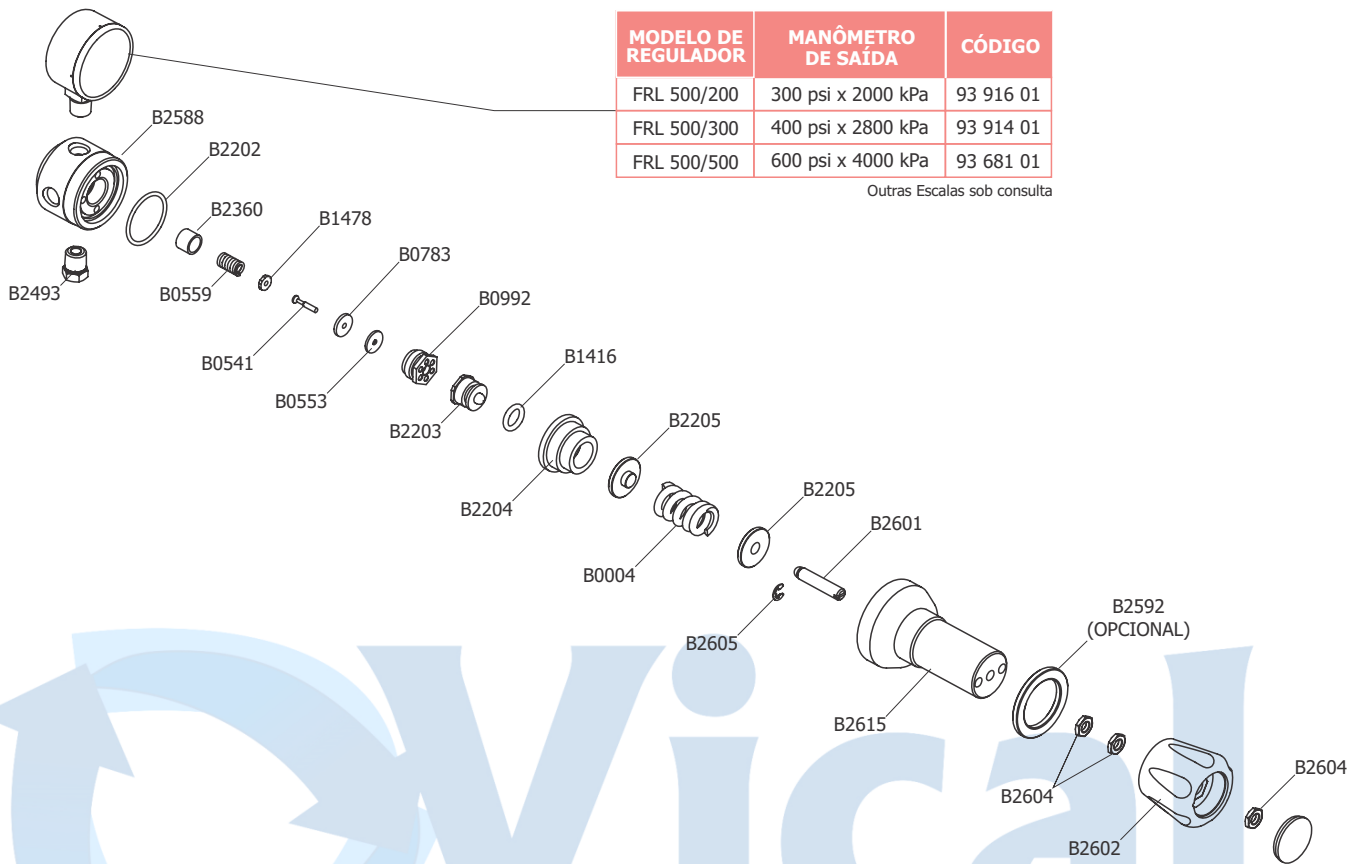 MODELO DE REGULADOR MANÔMETRO DE SAÍDA CÓDIGO
FRL 500/200 300 psi x 2000 kPa 93 916 01
FRL 500/300 400 psi x 2800 kPa 93 914 01
FRL 500/500 600 psi x 4000 kPa 93 681 01
Outras Escalas sob consulta
B2588
B2202
B2360
B1478
B0783
B2493
B0559
B0992
B0541
B1416
B0553
B2203
B2205
B2204
B2205
B2601
B0004
B2592
(OPCIONAL)
B2605
B2615
B2604
B2604
B2602
Vical